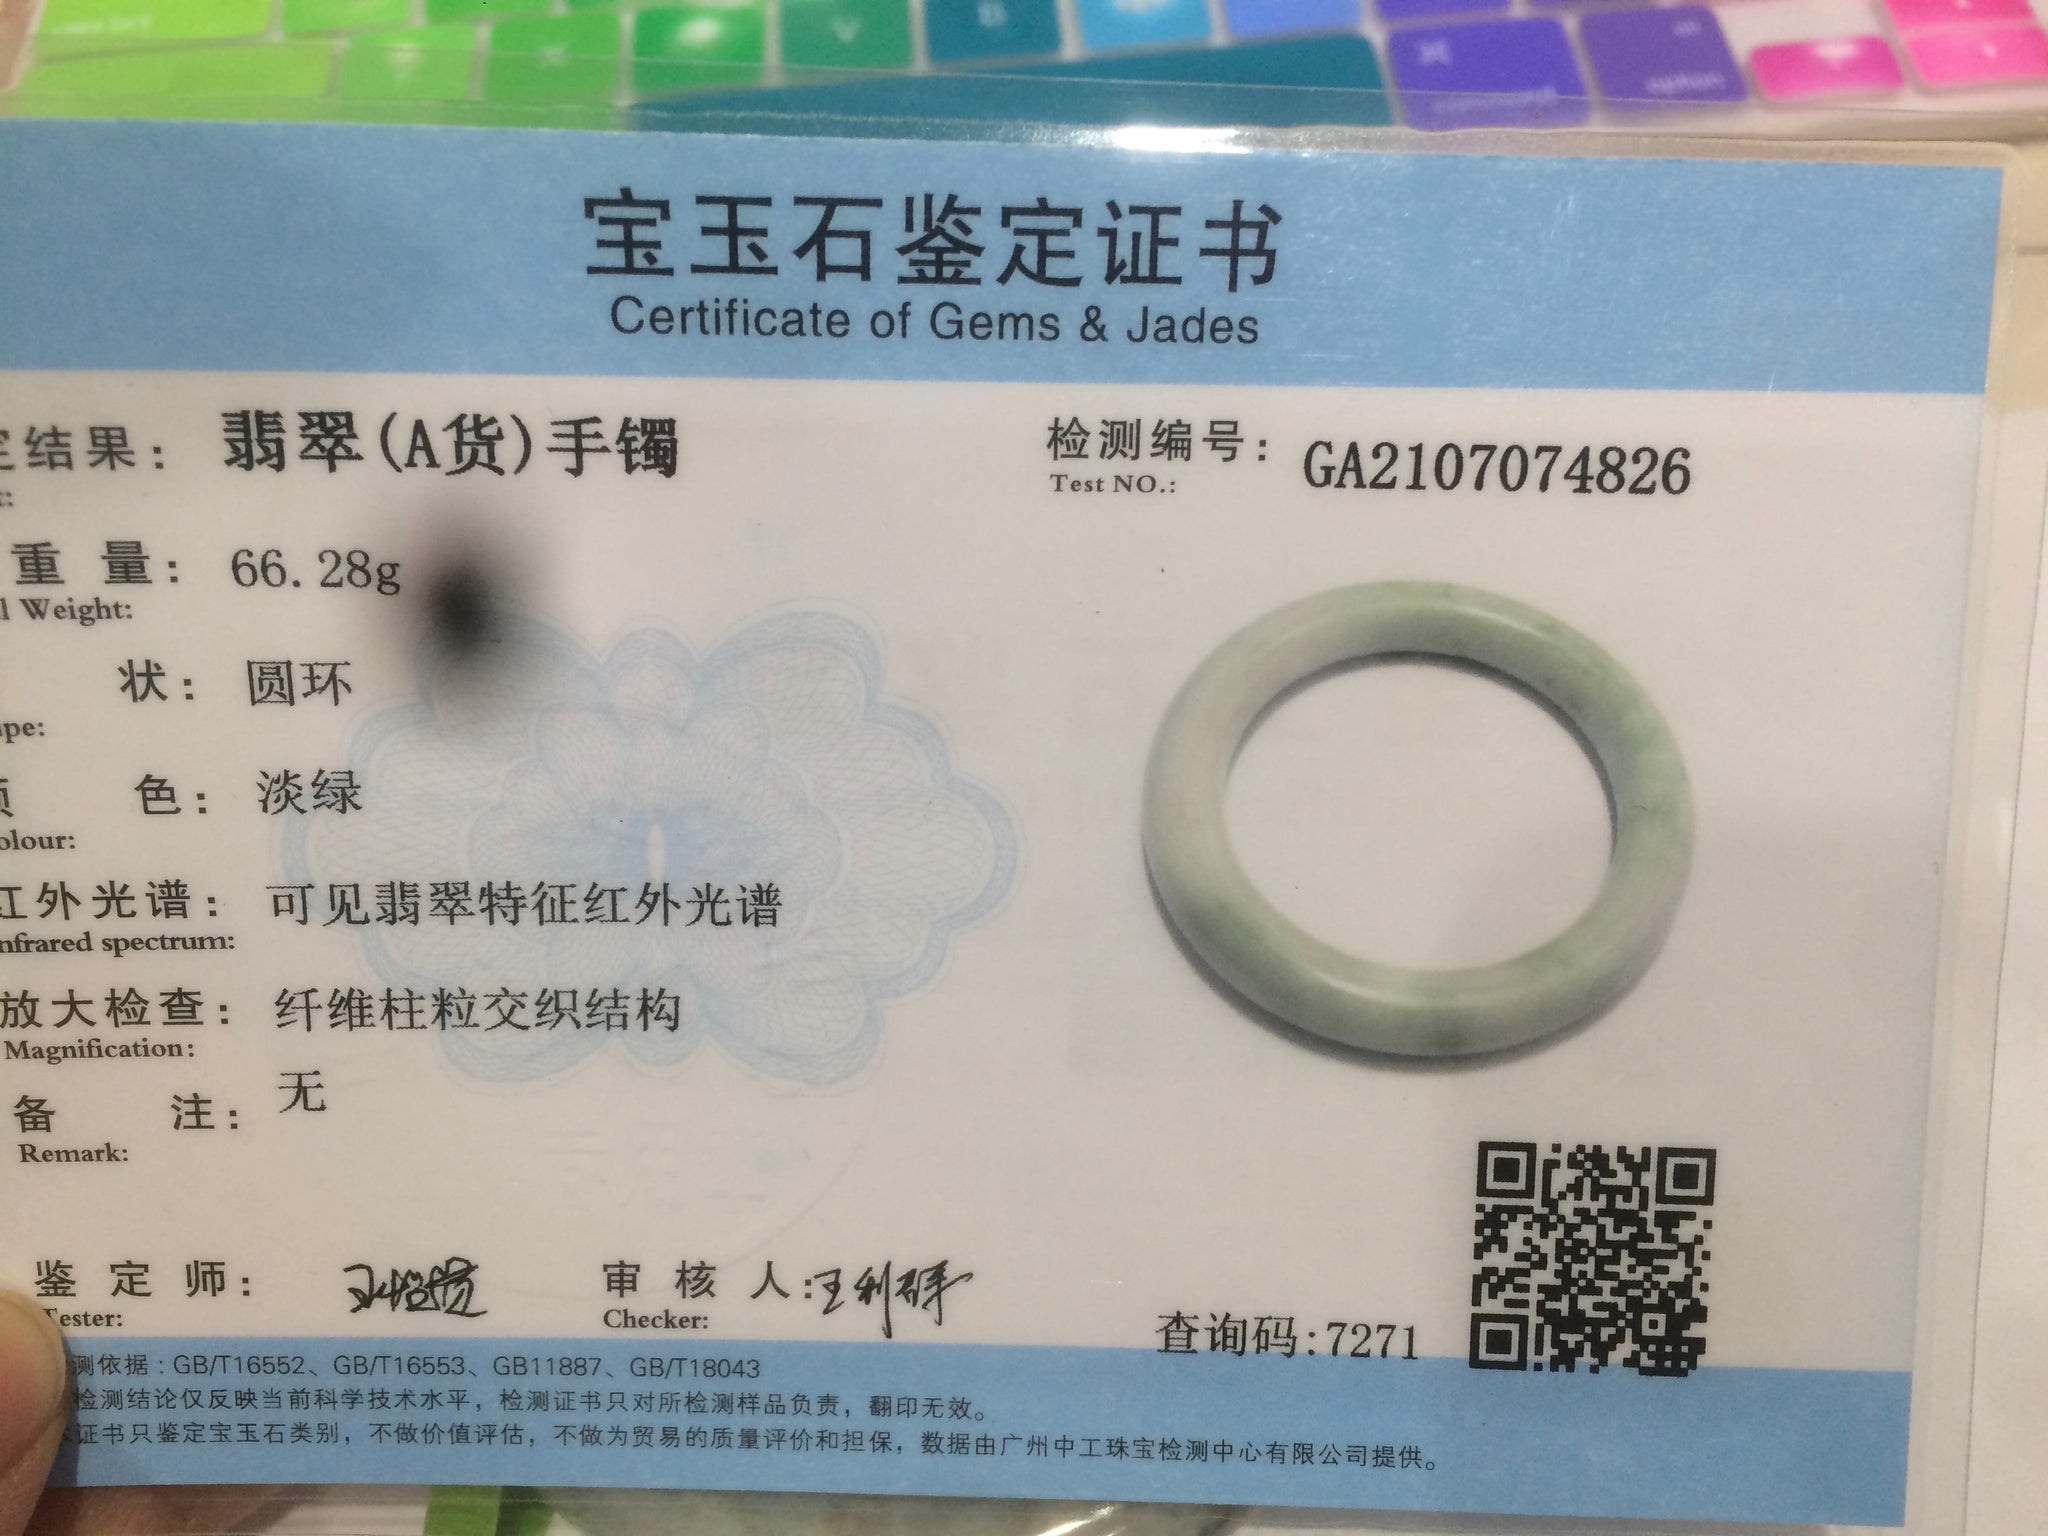 宝玉石鉴定证书
Certificate of Gems & Jades
定结果：翡翠(A货)手镯
t:
检测编号：GA2107074826
Test NO.:
重量：66.28g
l Weight:
状：圆环
ape:
颜色：淡绿
olour:
红外光谱：可见翡翠特征红外光谱
nfrared spectrum:
放大检查：纤维柱粒交织结构
Magnification:
备注：无
Remark:
鉴定师：
Tester:
审核人:王利群
Checker:
查询码:7271
测依据：GB/T16552、GB/T16553、GB11887、GB/T18043
检测结论仅反映当前科学技术水平，检测证书只对所检测样品负责，翻印无效。
证书只鉴定宝玉石类别，不做价值评估，不做为贸易的质量评价和担保，数据由广州中工珠宝检测中心有限公司提供。
command
option